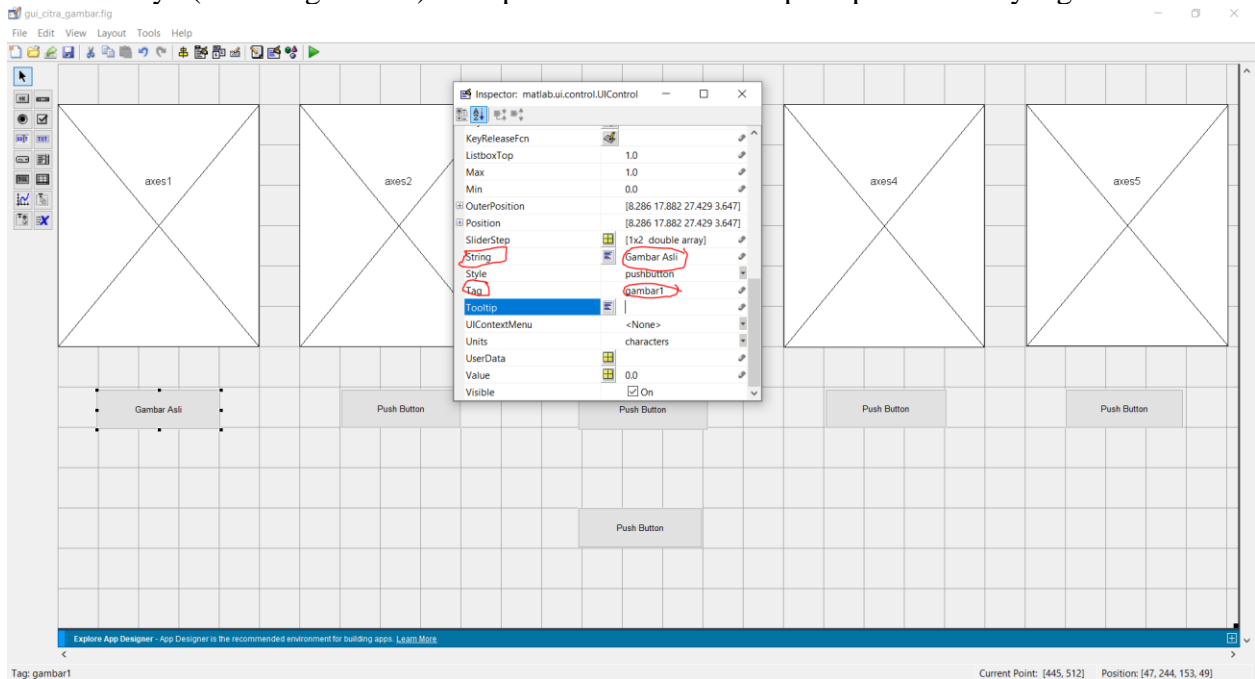 gui_citra_gambar.fig
File Edit View Layout Tools Help
Inspector: matlab.ui.control.UIControl
KeyReleaseFcn
ListboxTop 1.0
Max 1.0
Min 0.0
OuterPosition [8.286 17.882 27.429 3.647]
Position [8.286 17.882 27.429 3.647]
SliderStep [1x2 double array]
String Gambar Asli
Style pushbutton
Tag gambar1
Tooltip
UIContextMenu <None>
Units characters
UserData
Value 0.0
Visible On
axes1
axes2
axes4
axes5
Gambar Asli
Push Button
Push Button
Push Button
Push Button
Push Button
Explore App Designer - App Designer is the recommended environment for building apps. Learn More
Tag: gambar1
Current Point: [445, 512] Position: [47, 244, 153, 49]